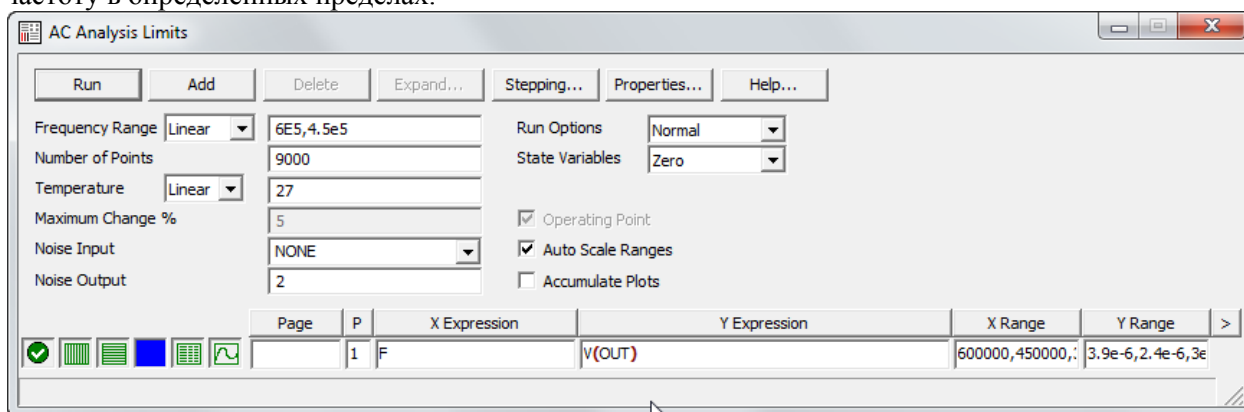 частоту в определенных пределах.
AC Analysis Limits
Run Add Delete Expand... Stepping... Properties... Help...
Frequency Range Linear 6E5,4.5e5 Run Options Normal
Number of Points 9000 State Variables Zero
Temperature Linear 27
Maximum Change % 5 Operating Point
Noise Input NONE Auto Scale Ranges
Noise Output 2 Accumulate Plots
Page P X Expression Y Expression X Range Y Range >
1 F V(OUT) 600000,450000, 3.9e-6,2.4e-6,3e